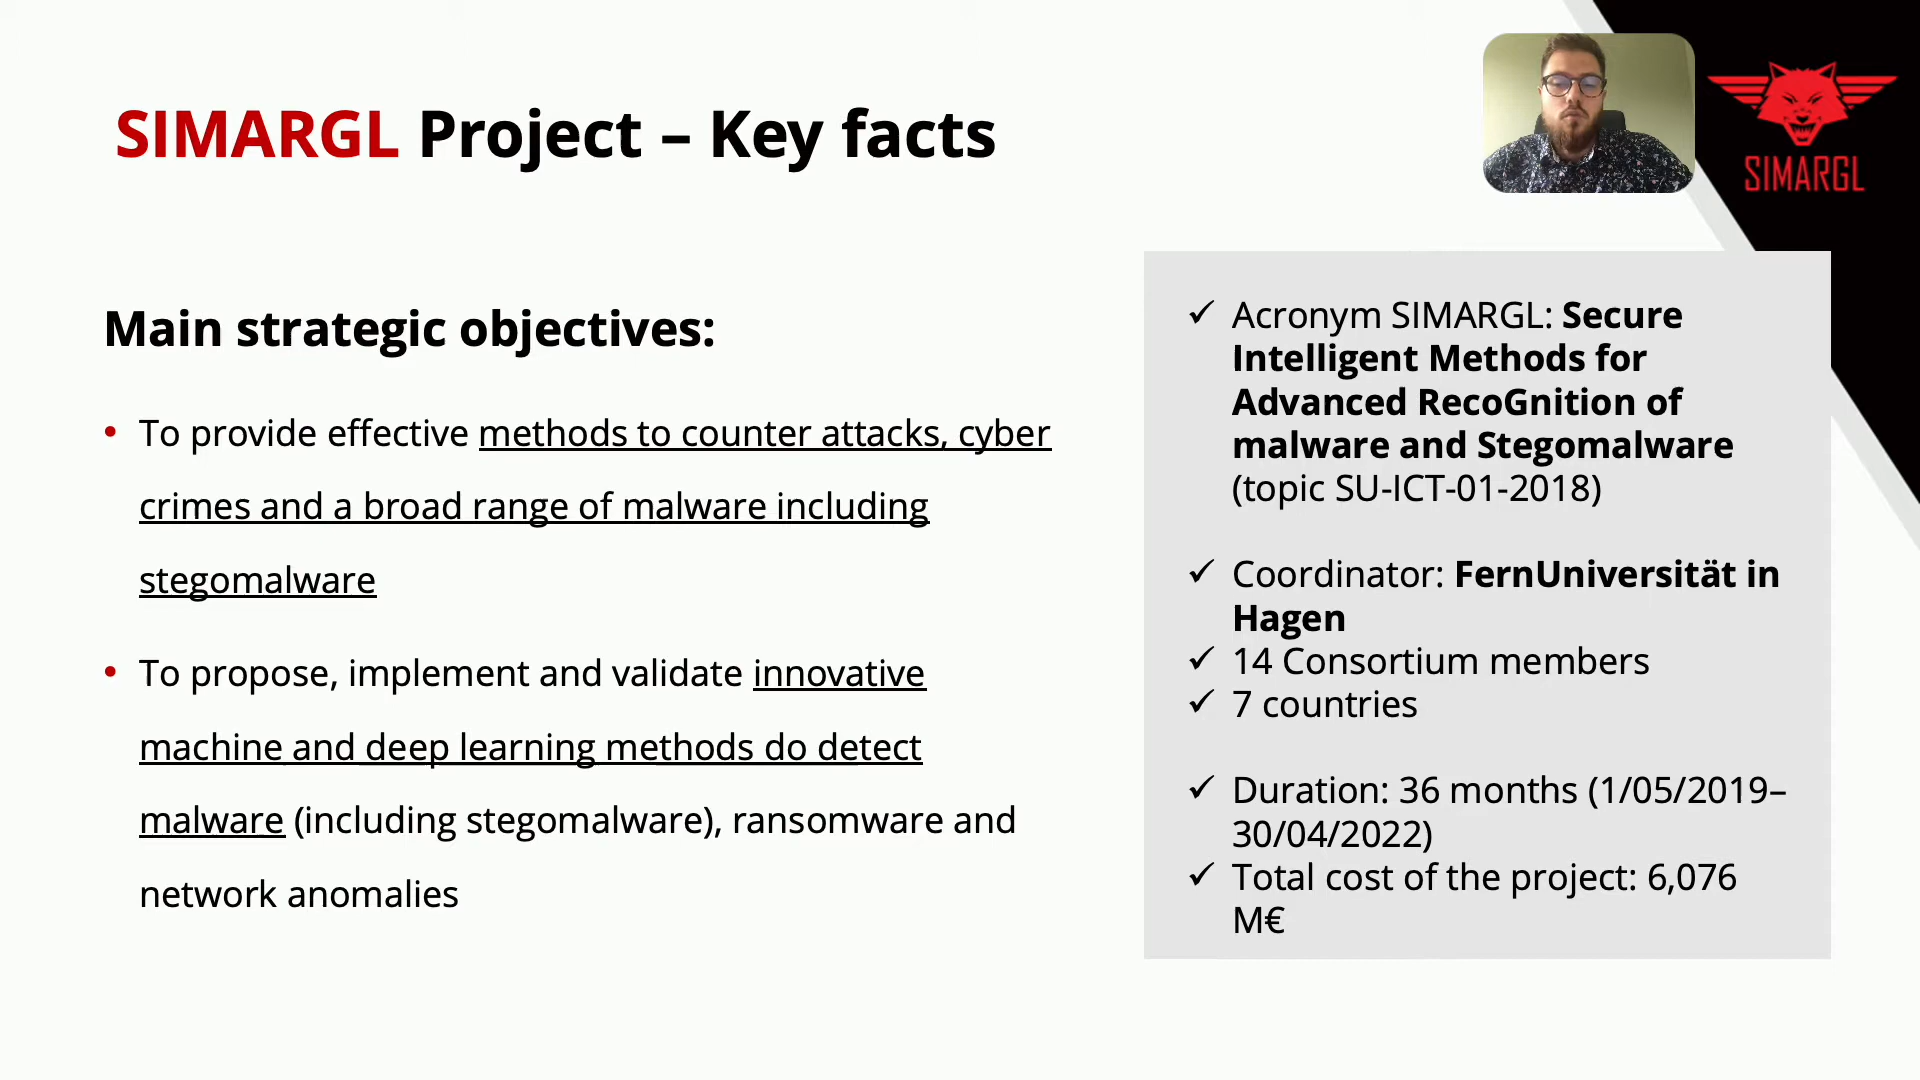 SIMARGL Project – Key facts
SIMARGL
Main strategic objectives:
• To provide effective methods to counter attacks, cyber
crimes and a broad range of malware including
stegomalware
• To propose, implement and validate innovative
machine and deep learning methods do detect
malware (including stegomalware), ransomware and
network anomalies
✓ Acronym SIMARGL: Secure
Intelligent Methods for
Advanced RecoGnition of
malware and Stegomalware
(topic SU-ICT-01-2018)
✓ Coordinator: FernUniversität in
Hagen
✓ 14 Consortium members
✓ 7 countries
✓ Duration: 36 months (1/05/2019–
30/04/2022)
✓ Total cost of the project: 6,076
M€